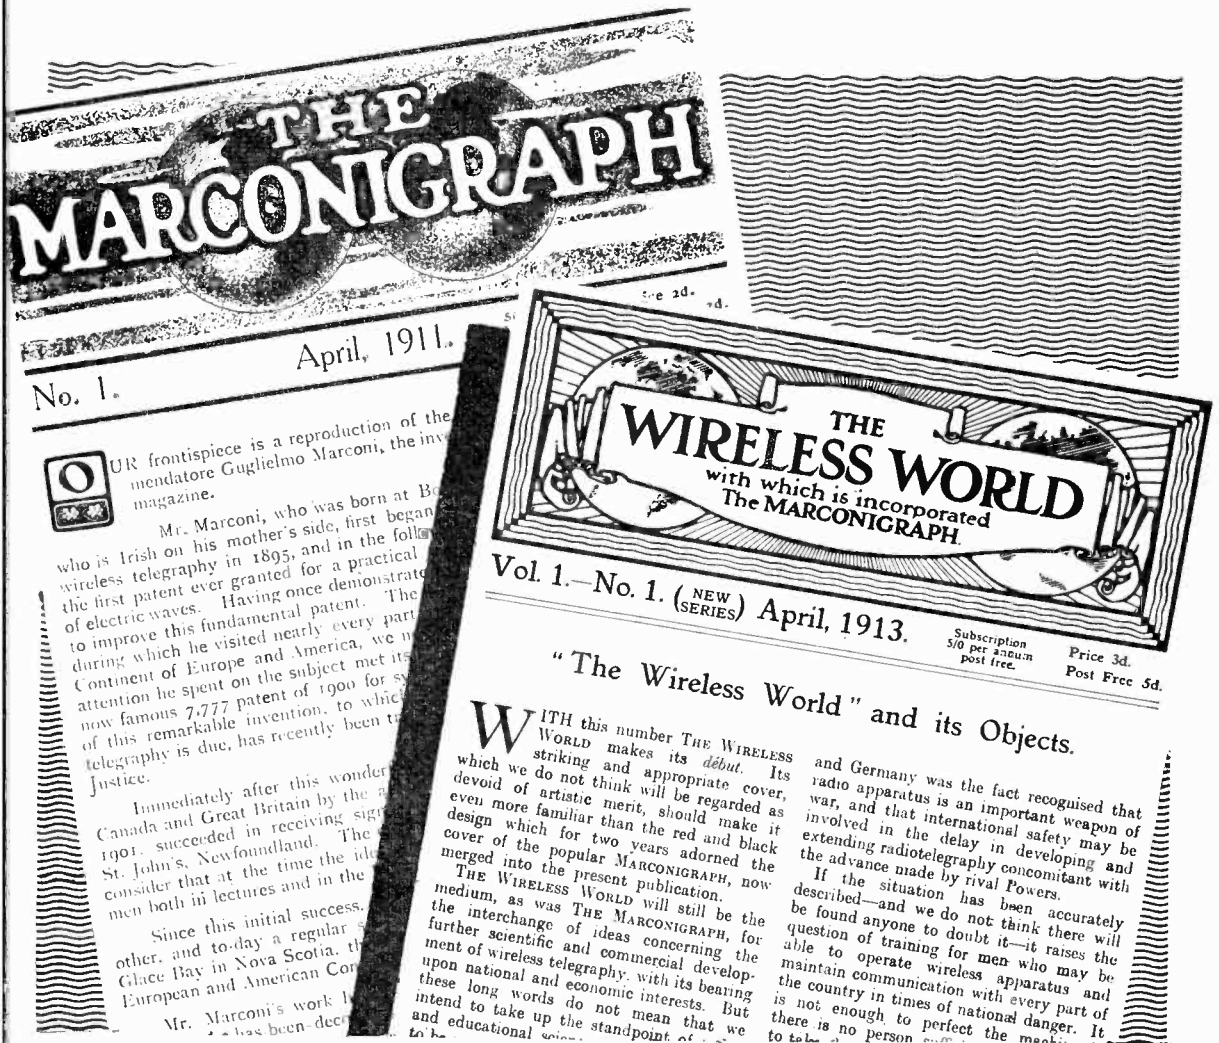 THE
MARCONIGRAPH
2d.
No. 1.
April, 1911.
OUR frontispiece is a reproduction of the
mendatore Guglielmo Marconi, the
magazine.
Mr. Marconi, who was born at
who is Irish on his mother's side, first began
wireless telegraphy in 1895, and in the
the first patent ever granted for a practical
of electric waves. Having once
to improve this fundamental patent. The
during which he visited nearly every part
Continent of Europe and America, we
attention he spent on the subject met its
now famous 7,777 patent of 1900 for
of this remarkable invention, to which
telegraphy is due, has recently been
Justice.
Immediately after this
Canada and Great Britain by the
1901, succeeded in receiving
St. John's, Newfoundland. The
consider that at the time the
men both in lectures and in the
Since this initial success,
other, and to-day a regular
Glace Bay in Nova Scotia,
European and American
Mr. Marconi's work
has been
THE
WIRELESS WORLD
with which is incorporated
The MARCONIGRAPH.
Vol. 1.—No. 1. (NEW SERIES) April, 1913.
Subscription
5/0 per annum
post free.
Price 3d.
Post Free 5d.
"The Wireless World" and its Objects.
WITH this number THE WIRELESS
WORLD makes its début. Its
striking and appropriate cover,
which we do not think will be regarded as
devoid of artistic merit, should make it
even more familiar than the red and black
design which for two years adorned the
cover of the popular MARCONIGRAPH, now
merged into the present publication.
THE WIRELESS WORLD will still be the
medium, as was THE MARCONIGRAPH, for
the interchange of ideas concerning the
further scientific and commercial develop-
ment of wireless telegraphy, with its bearing
upon national and economic interests. But
these long words do not mean that we
intend to take up the standpoint of
and educational
to be
and Germany was the fact recognised that
radio apparatus is an important weapon of
war, and that international safety may be
involved in the delay in developing and
extending radiotelegraphy concomitant with
the advance made by rival Powers.
If the situation has been accurately
described—and we do not think there will
be found anyone to doubt it—it raises the
question of training for men who may be
able to operate wireless apparatus and
maintain communication with every part of
the country in times of national danger. It
is not enough to perfect the
there is no person
to take